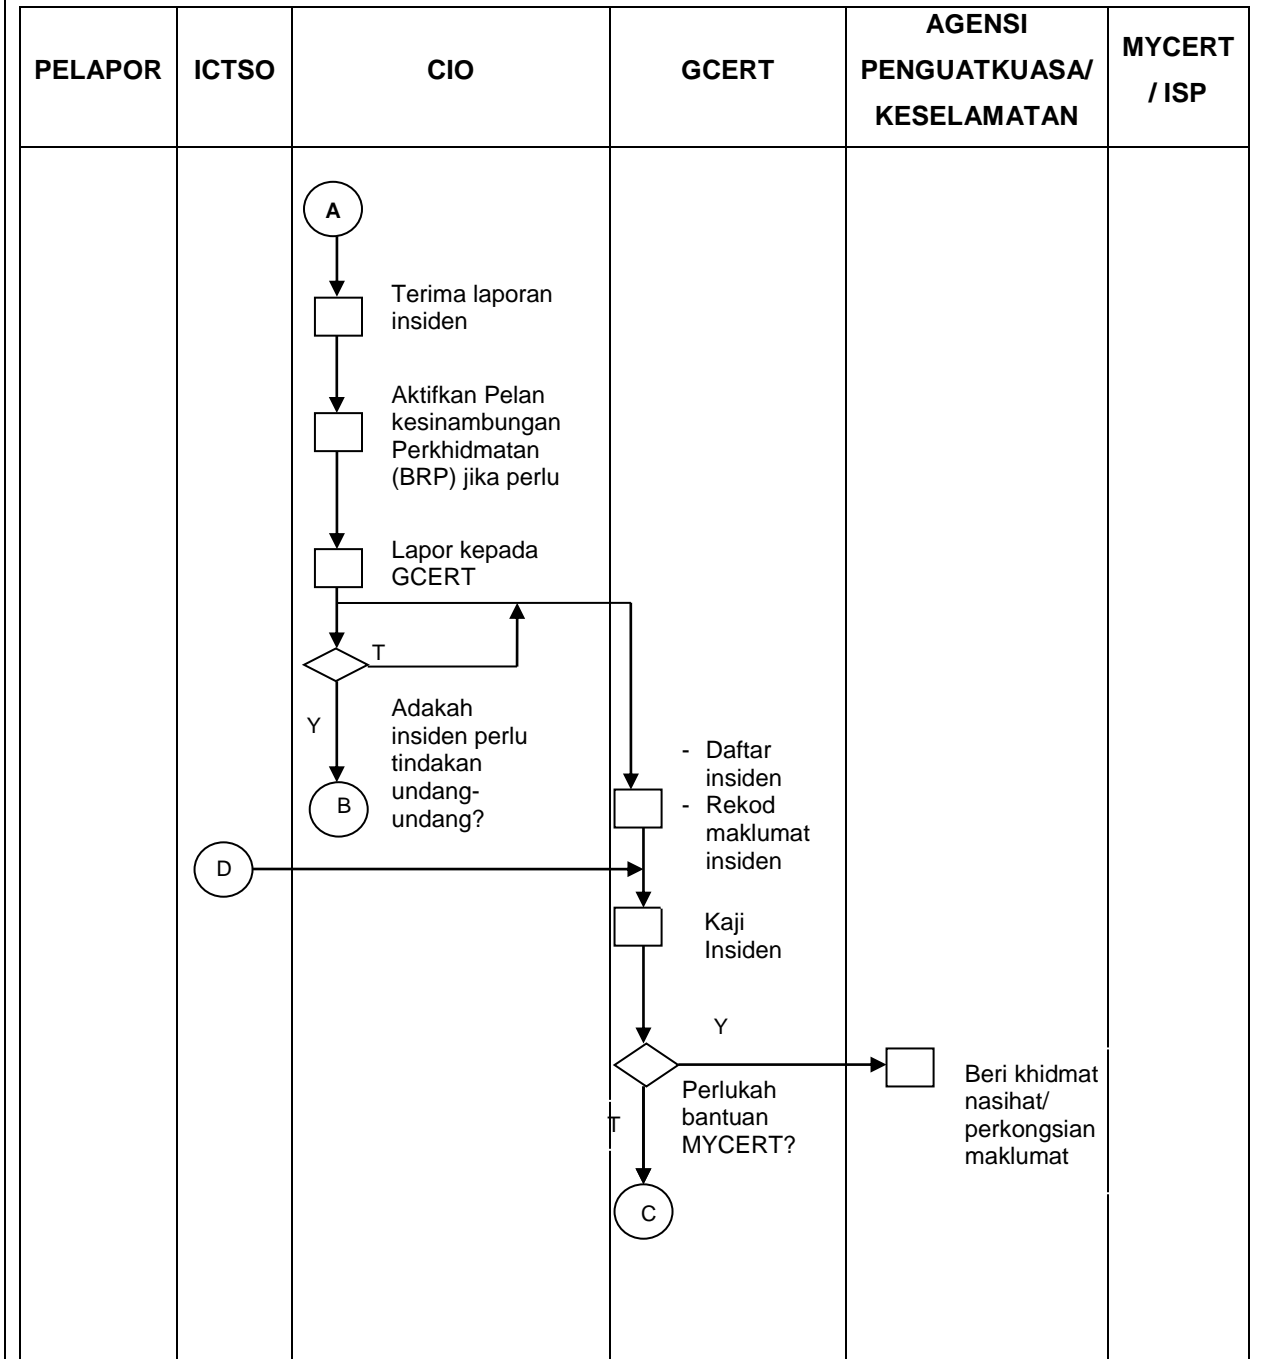 PELAPOR
ICTSO
CIO
GCERT
AGENSI
PENGUATKUASA/
KESELAMATAN
MYCERT
/ ISP
A
Terima laporan
insiden
Aktifkan Pelan
kesinambungan
Perkhidmatan
(BRP) jika perlu
Lapor kepada
GCERT
T
Y
Adakah
insiden perlu
tindakan
undang-
undang?
B
- Daftar
insiden
- Rekod
maklumat
insiden
D
Kaji
Insiden
Y
Perlukah
bantuan
MYCERT?
T
Beri khidmat
nasihat/
perkongsian
maklumat
C